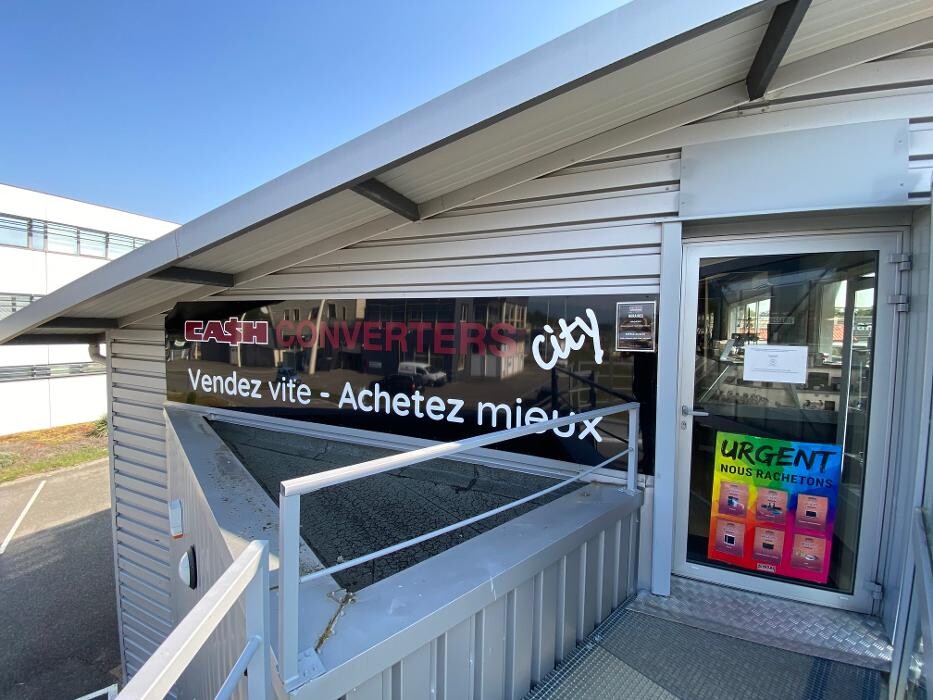 CA$H CONVERTERS city
Vendez vite - Achetez mieux
URGENT
NOUS RACHETONS